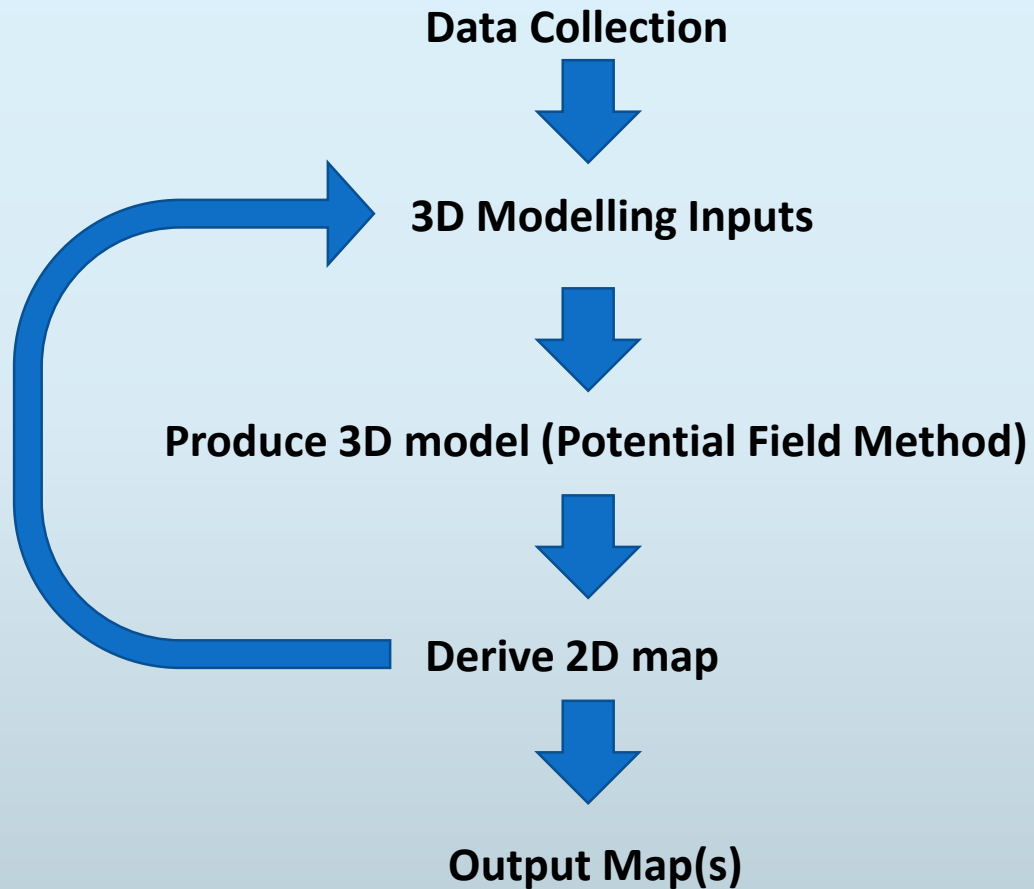 Data Collection
3D Modelling Inputs
Produce 3D model (Potential Field Method)
Derive 2D map
Output Map(s)